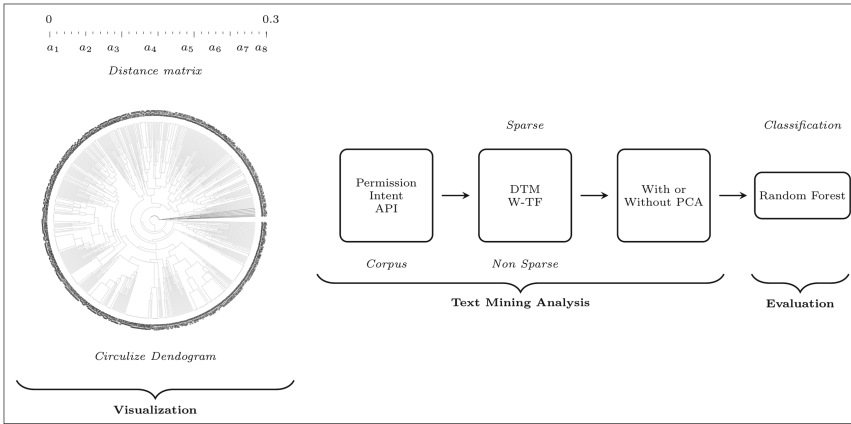 0 0.3
a1 a2 a3 a4 a5 a6 a7 a8
Distance matrix
Circulize Dendogram
Visualization
Sparse
Permission
Intent
API
DTM
W-TF
With or
Without PCA
Corpus
Non Sparse
Text Mining Analysis
Classification
Random Forest
Evaluation